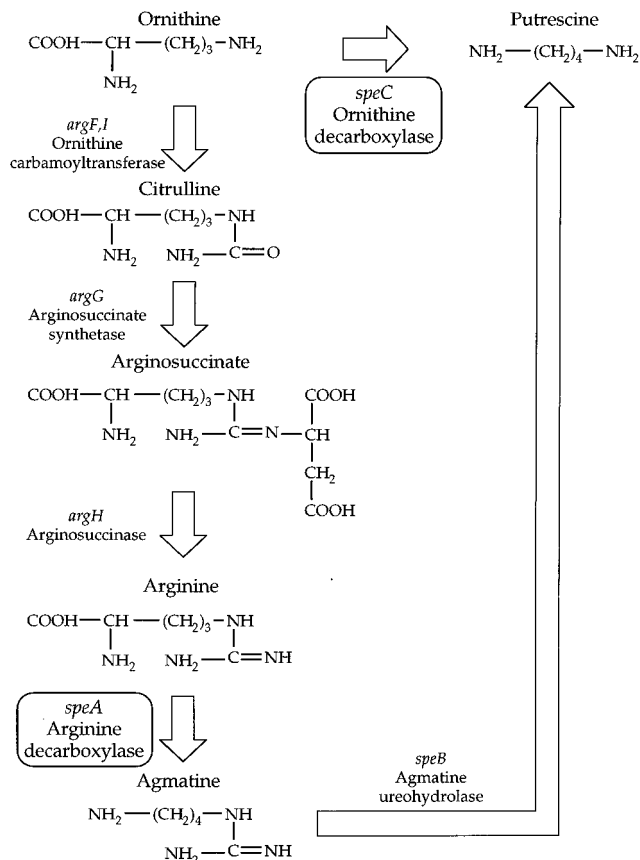 Ornithine
COOH—CH—(CH₂)₃—NH₂
NH₂
Putrescine
NH₂—(CH₂)₄—NH₂
speC
Ornithine
decarboxylase
argF,I
Ornithine
carbamoyltransferase
Citrulline
COOH—CH—(CH₂)₃—NH
NH₂ NH₂—C=O
argG
Arginosuccinate
synthetase
Arginosuccinate
COOH—CH—(CH₂)₃—NH COOH
NH₂ NH₂—C=N—CH
CH₂
COOH
argH
Arginosuccinase
Arginine
COOH—CH—(CH₂)₃—NH
NH₂ NH₂—C=NH
speA
Arginine
decarboxylase
speB
Agmatine
ureohydrolase
Agmatine
NH₂—(CH₂)₄—NH
NH₂—C=NH